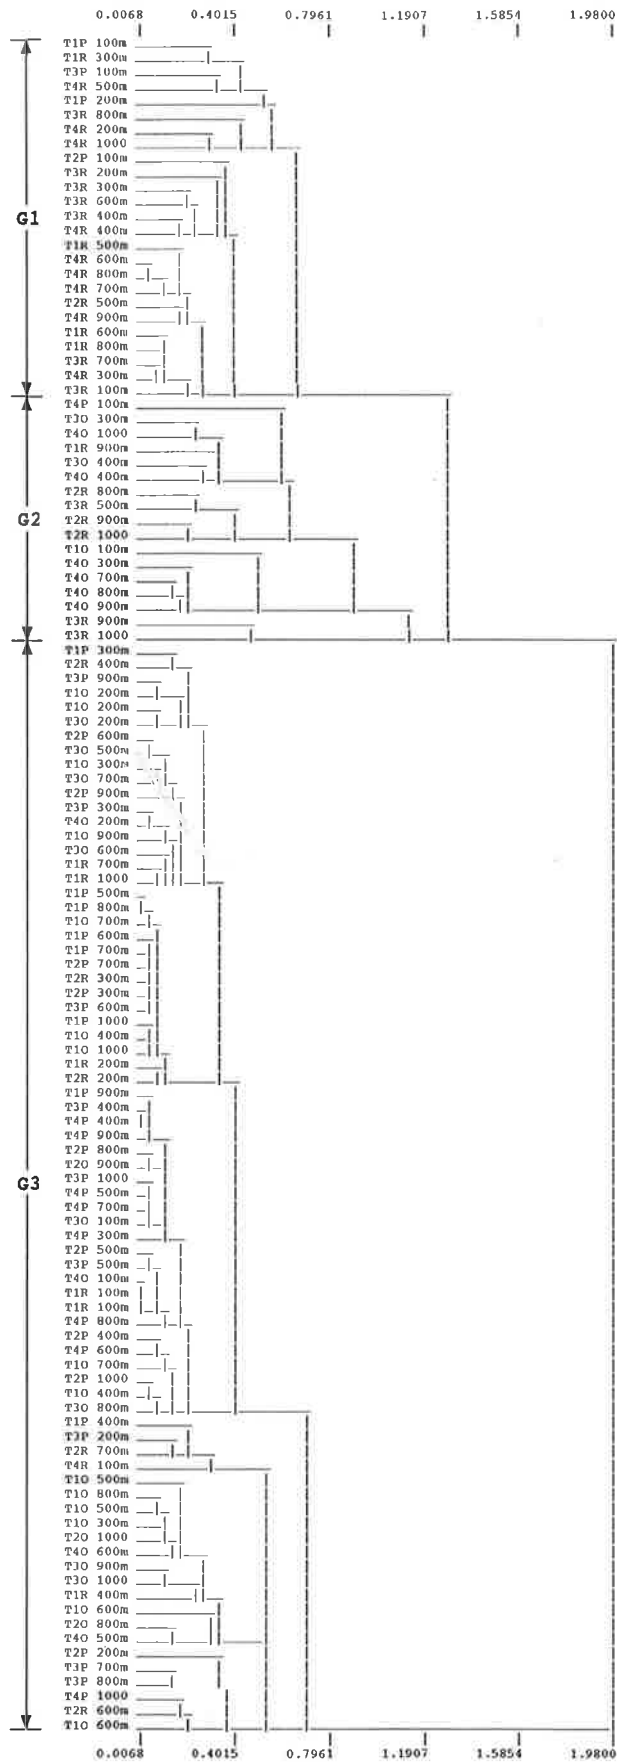 0.0068 0.4015 0.7961 1.1907 1.5854 1.9800
T1P 100m
T1R 300m
T3P 100m
T4R 500m
T1P 200m
T3R 800m
T4R 200m
T4R 1000
T2P 100m
T3R 200m
T3R 300m
T3R 600m
G1 T3R 400m
T4R 400m
T1R 500m
T4R 600m
T4R 800m
T4R 700m
T2R 500m
T4R 900m
T1R 600m
T1R 800m
T3R 700m
T4R 300m
T3R 100m
T4P 100m
T3O 300m
T4O 1000
T1R 900m
T3O 400m
T4O 400m
T2R 800m
T3R 500m
G2 T2R 900m
T2R 1000
T1O 100m
T4O 300m
T4O 700m
T4O 800m
T4O 900m
T3R 900m
T3R 1000
T1P 300m
T2R 400m
T3P 900m
T1O 200m
T1O 200m
T3O 200m
T2P 600m
T3O 500m
T1O 300m
T3O 700m
T2P 900m
T3P 300m
T4O 200m
T1O 900m
T3O 600m
T1R 700m
T1R 1000
T1P 500m
T1P 800m
T1O 700m
T1P 600m
T1P 700m
T2P 700m
T2R 300m
T2P 300m
T3P 600m
T1P 1000
T1O 400m
T1O 1000
T1R 200m
T2R 200m
T1P 900m
T3P 400m
T4P 400m
T4P 900m
T2P 800m
T2O 900m
T3P 1000
G3 T4P 500m
T4P 700m
T3O 100m
T4P 300m
T2P 500m
T3P 500m
T4O 100m
T1R 100m
T1R 100m
T4P 800m
T2P 400m
T4P 600m
T1O 700m
T2P 1000
T1O 400m
T3O 800m
T1P 400m
T3P 200m
T2R 700m
T4R 100m
T1O 500m
T1O 800m
T1O 500m
T1O 300m
T2O 1000
T4O 600m
T3O 900m
T3O 1000
T1R 400m
T1O 600m
T2O 800m
T4O 500m
T2P 200m
T3P 700m
T3P 800m
T4P 1000
T2R 600m
T1O 600m
0.0068 0.4015 0.7961 1.1907 1.5854 1.9800